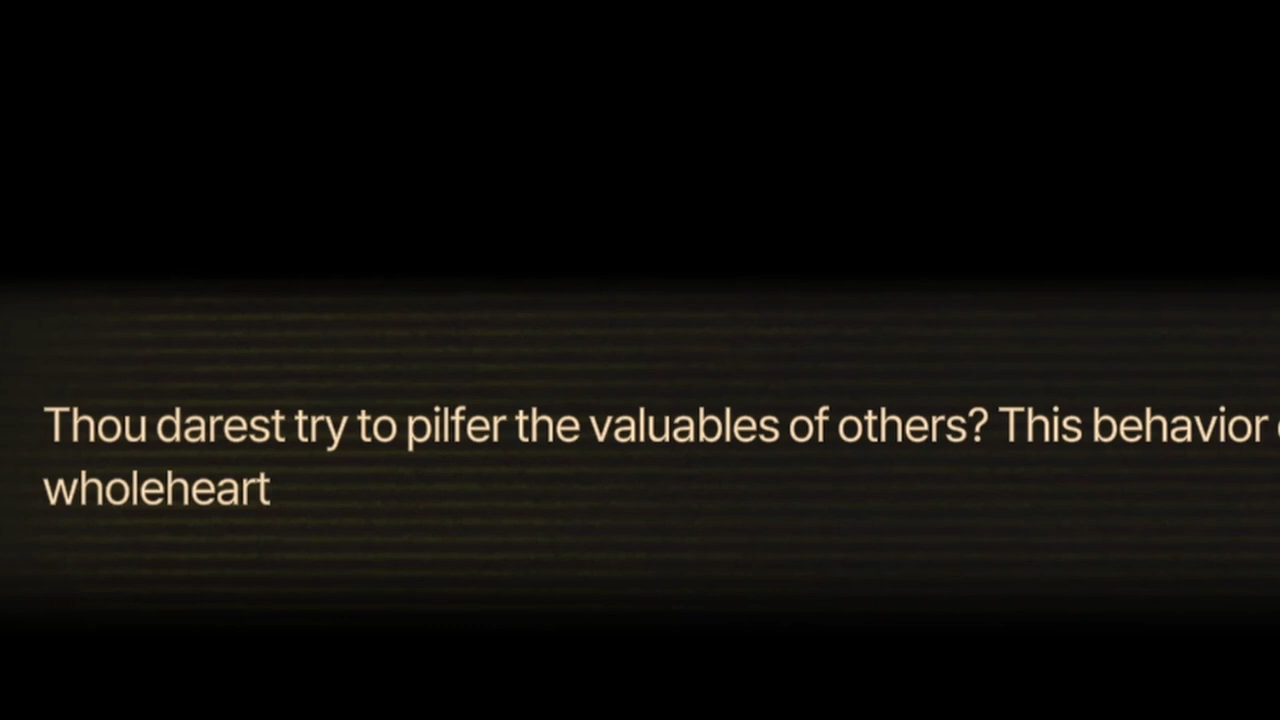 Thou darest try to pilfer the valuables of others? This behavior
wholeheart